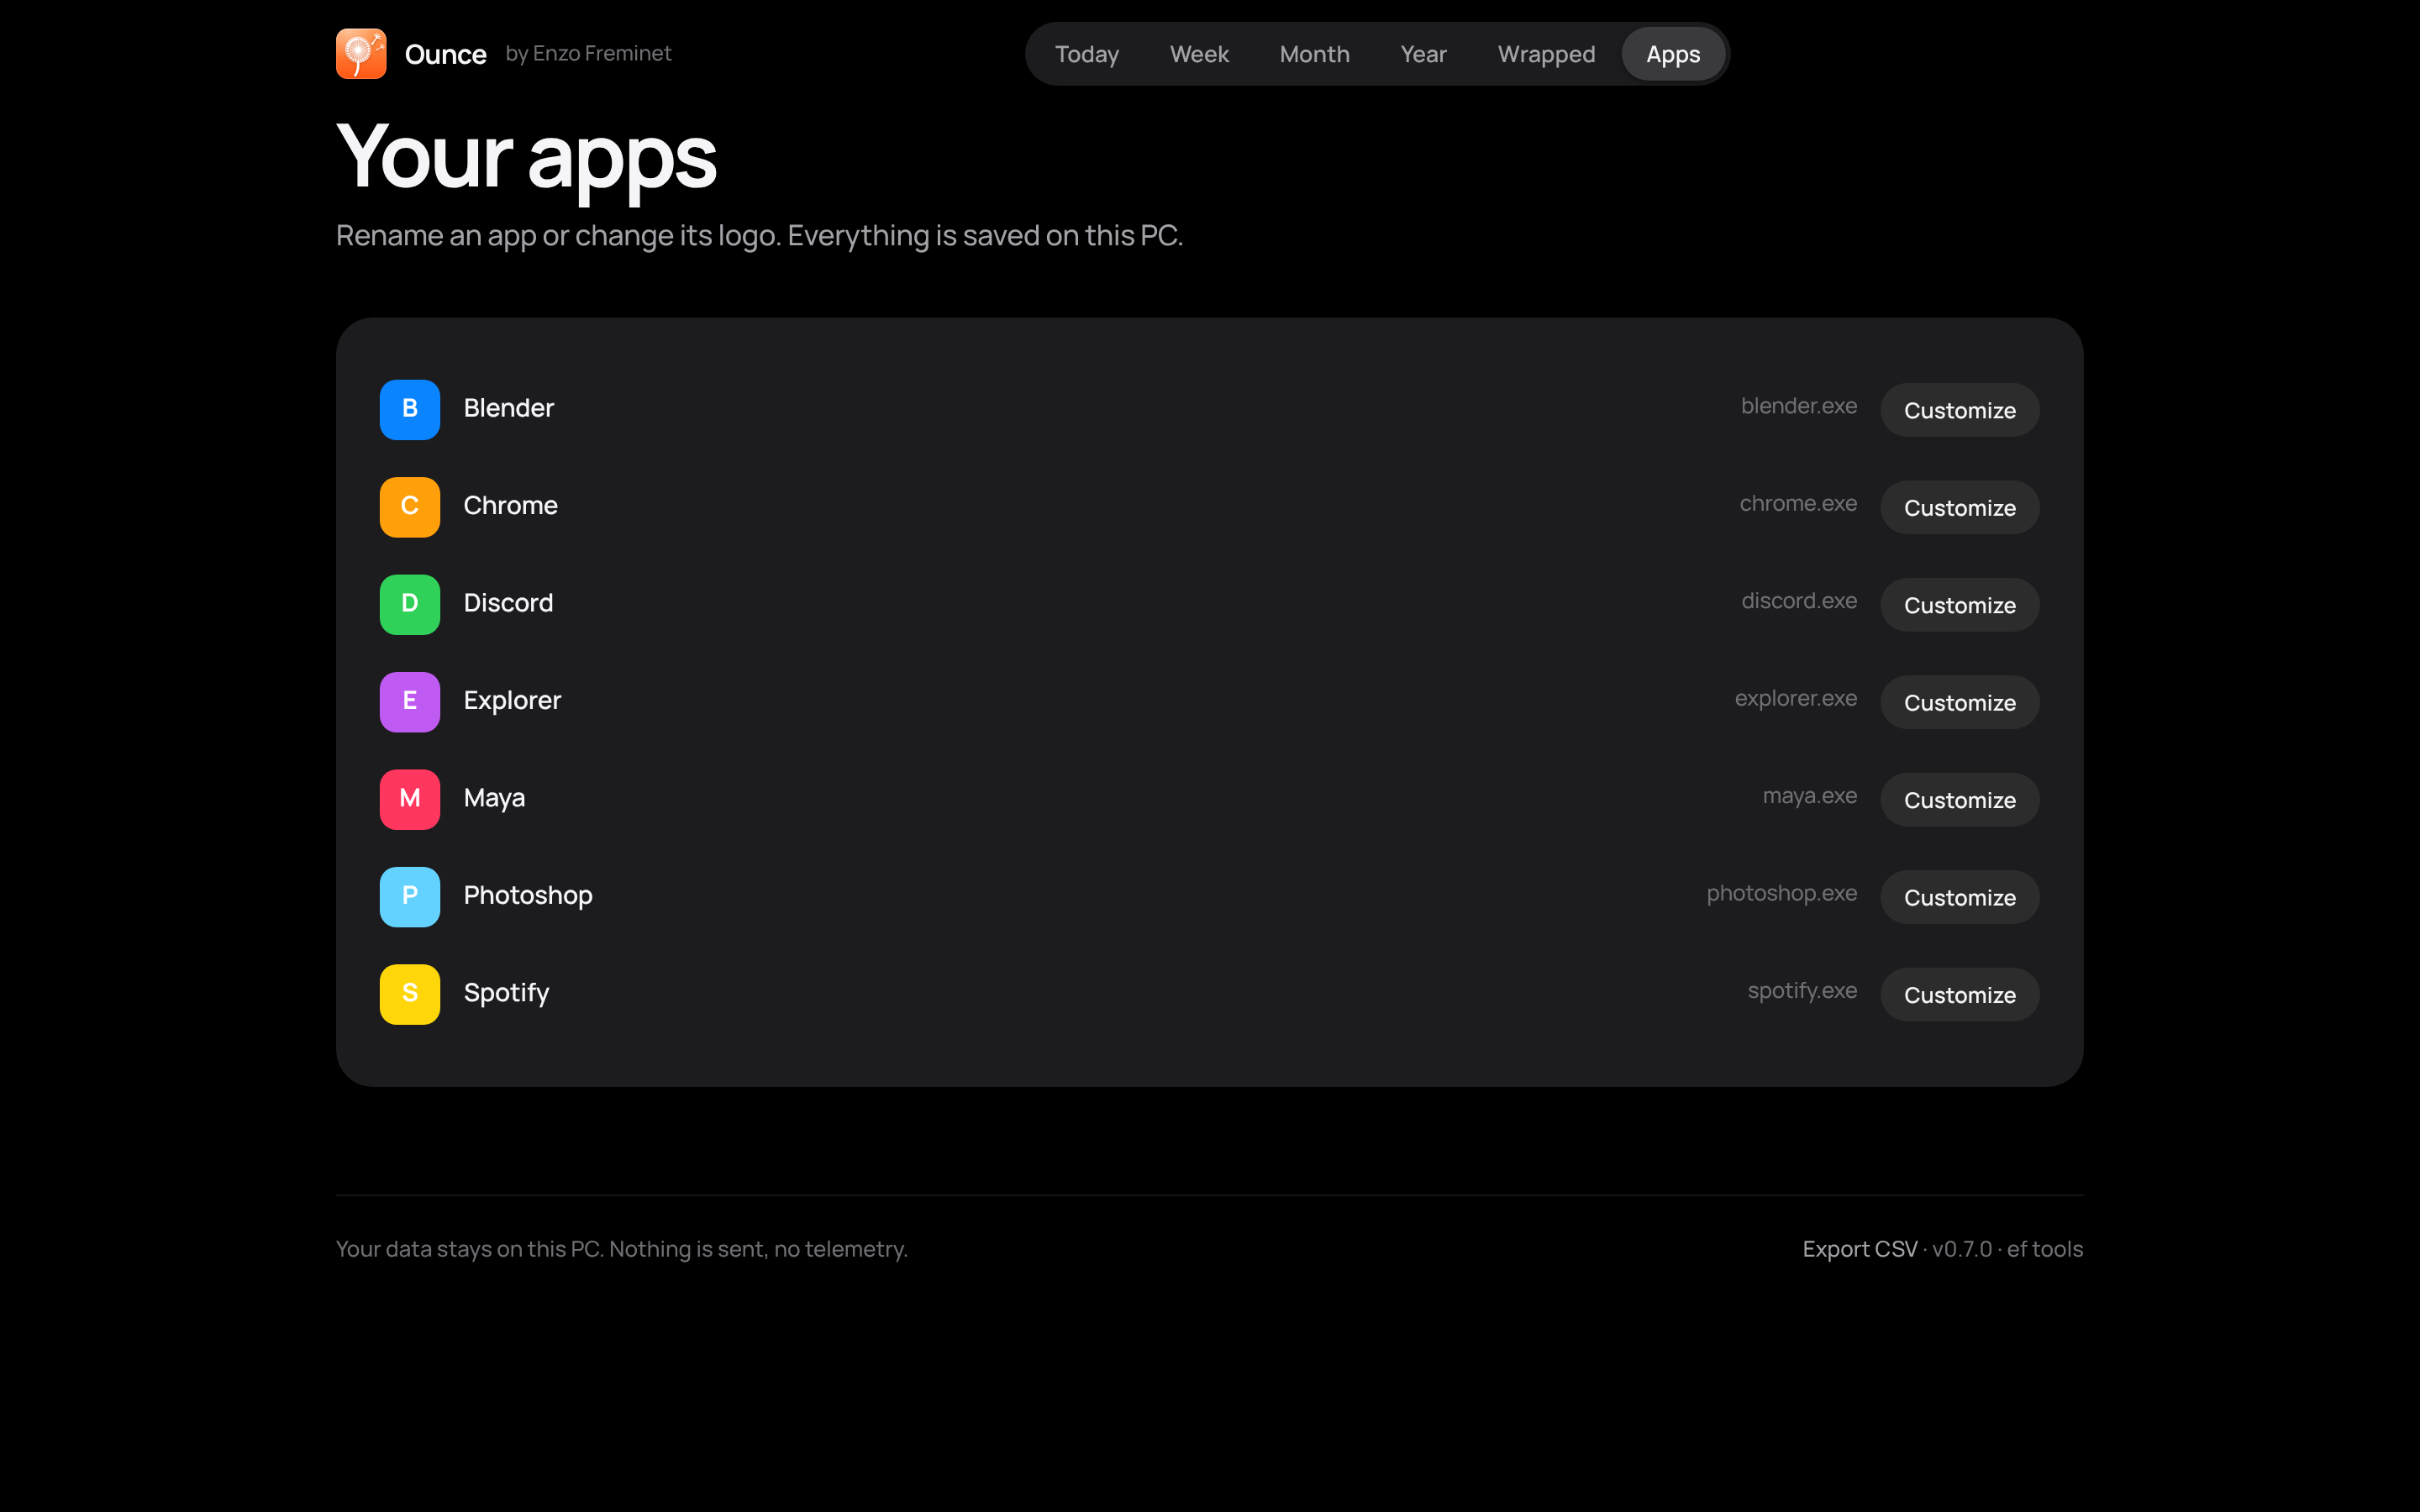 Ounce by Enzo Freminet
Today Week Month Year Wrapped Apps
Your apps
Rename an app or change its logo. Everything is saved on this PC.
B Blender blender.exe Customize
C Chrome chrome.exe Customize
D Discord discord.exe Customize
E Explorer explorer.exe Customize
M Maya maya.exe Customize
P Photoshop photoshop.exe Customize
S Spotify spotify.exe Customize
Your data stays on this PC. Nothing is sent, no telemetry.
Export CSV · v0.7.0 · ef tools